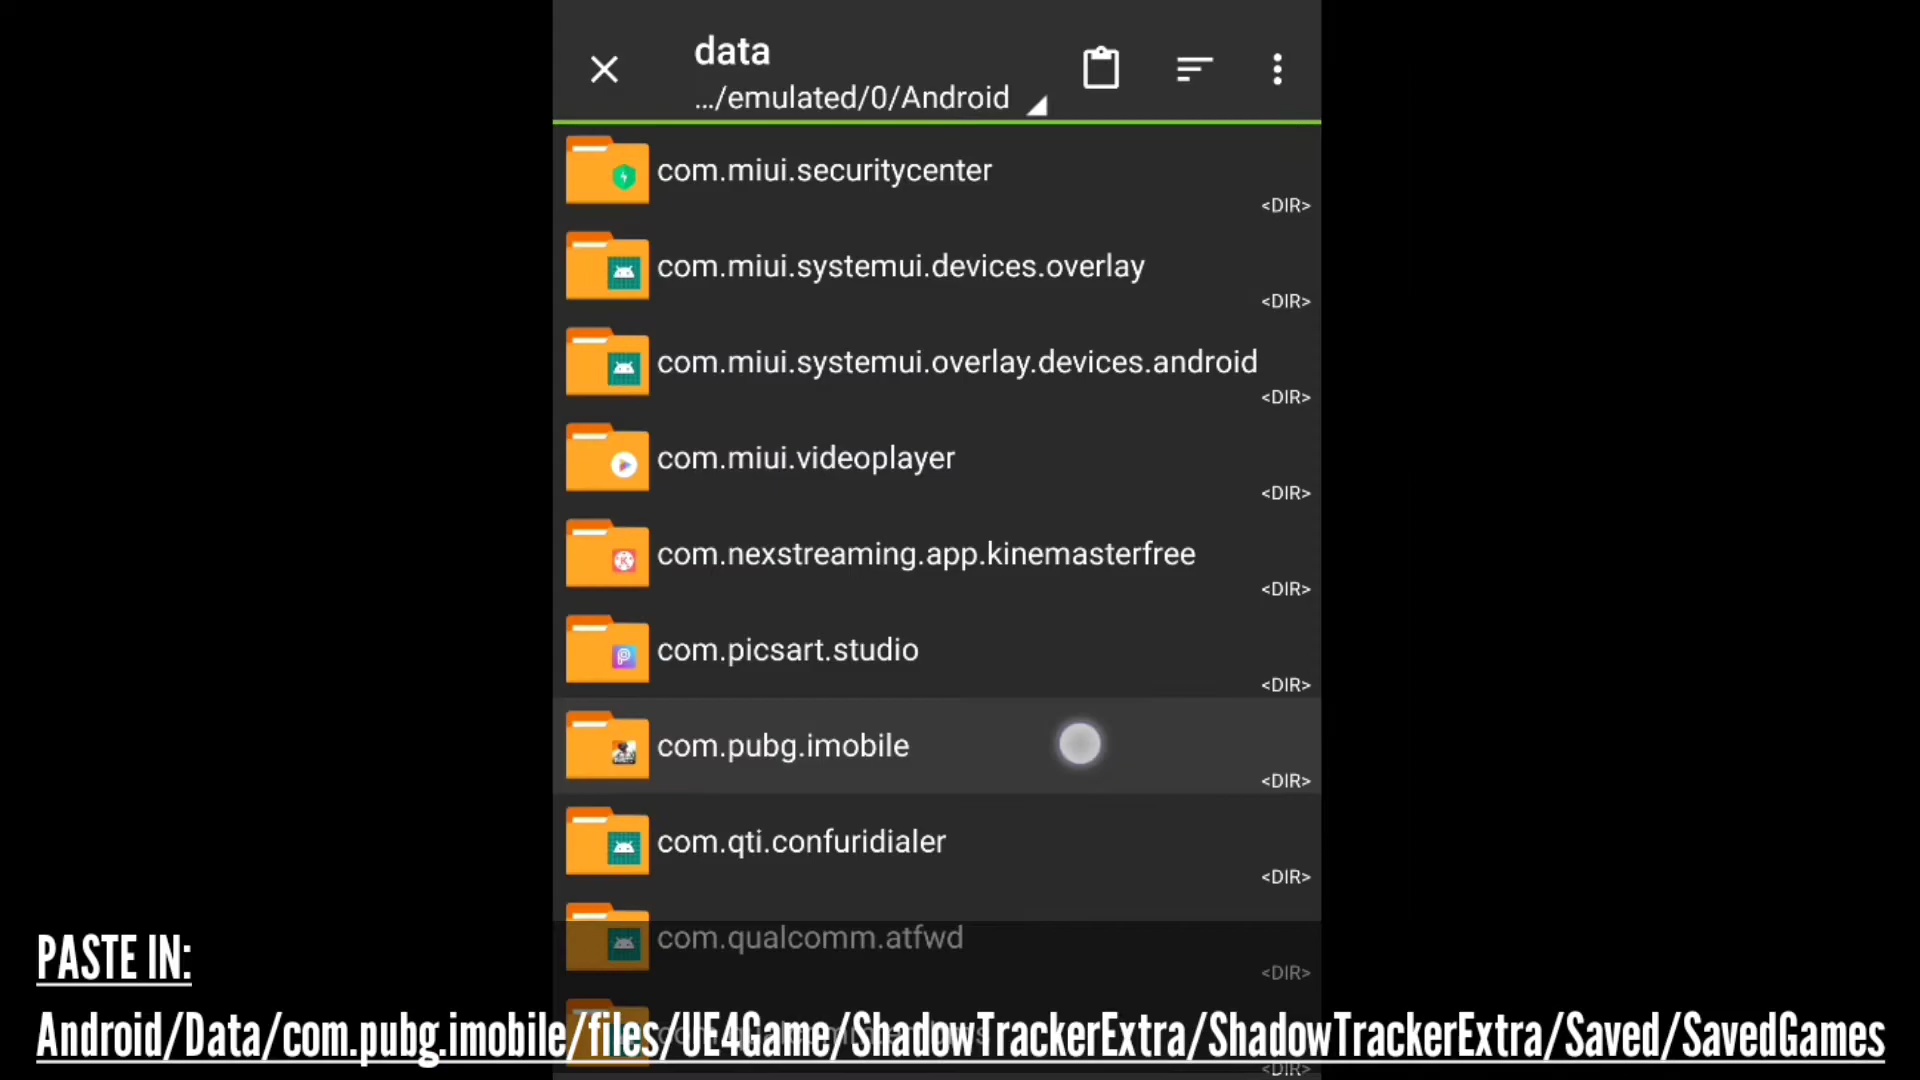 data
.../emulated/0/Android
com.miui.securitycenter
<DIR>
com.miui.systemui.devices.overlay
<DIR>
com.miui.systemui.overlay.devices.android
<DIR>
com.miui.videoplayer
<DIR>
com.nexstreaming.app.kinemasterfree
<DIR>
com.picsart.studio
<DIR>
com.pubg.imobile
<DIR>
com.qti.confuridialer
<DIR>
com.qualcomm.atfwd
<DIR>
<DIR>
PASTE IN:
Android/Data/com.pubg.imobile/files/UE4Game/ShadowTrackerExtra/ShadowTrackerExtra/Saved/SavedGames